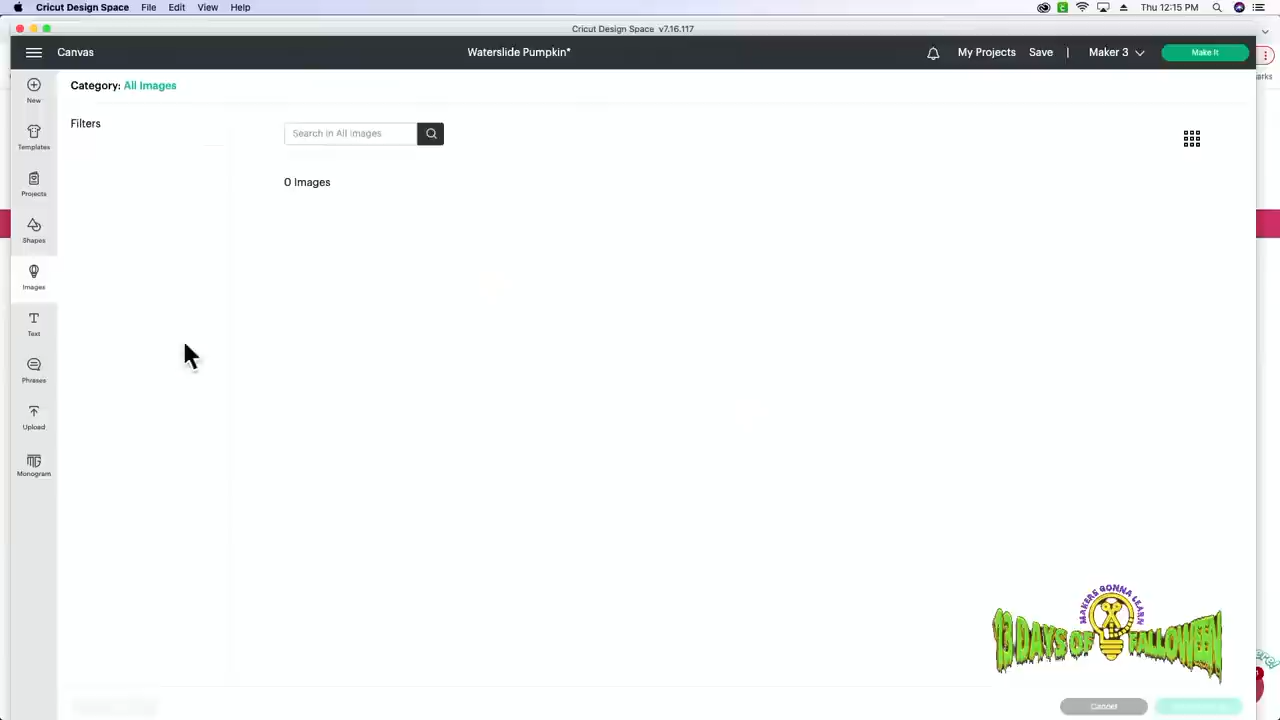 Cricut Design Space File Edit View Help Thu 12:15 PM
Cricut Design Space v7.16.117
Canvas Waterslide Pumpkin* My Projects Save | Maker 3 Make It
Category: All Images
New
Filters
Search in All Images
Templates
0 Images
Projects
Shapes
Images
Text
Phrases
Upload
Monogram
MAKERS GONNA LEARN
13 DAYS OF FALLOWEEN
Cancel